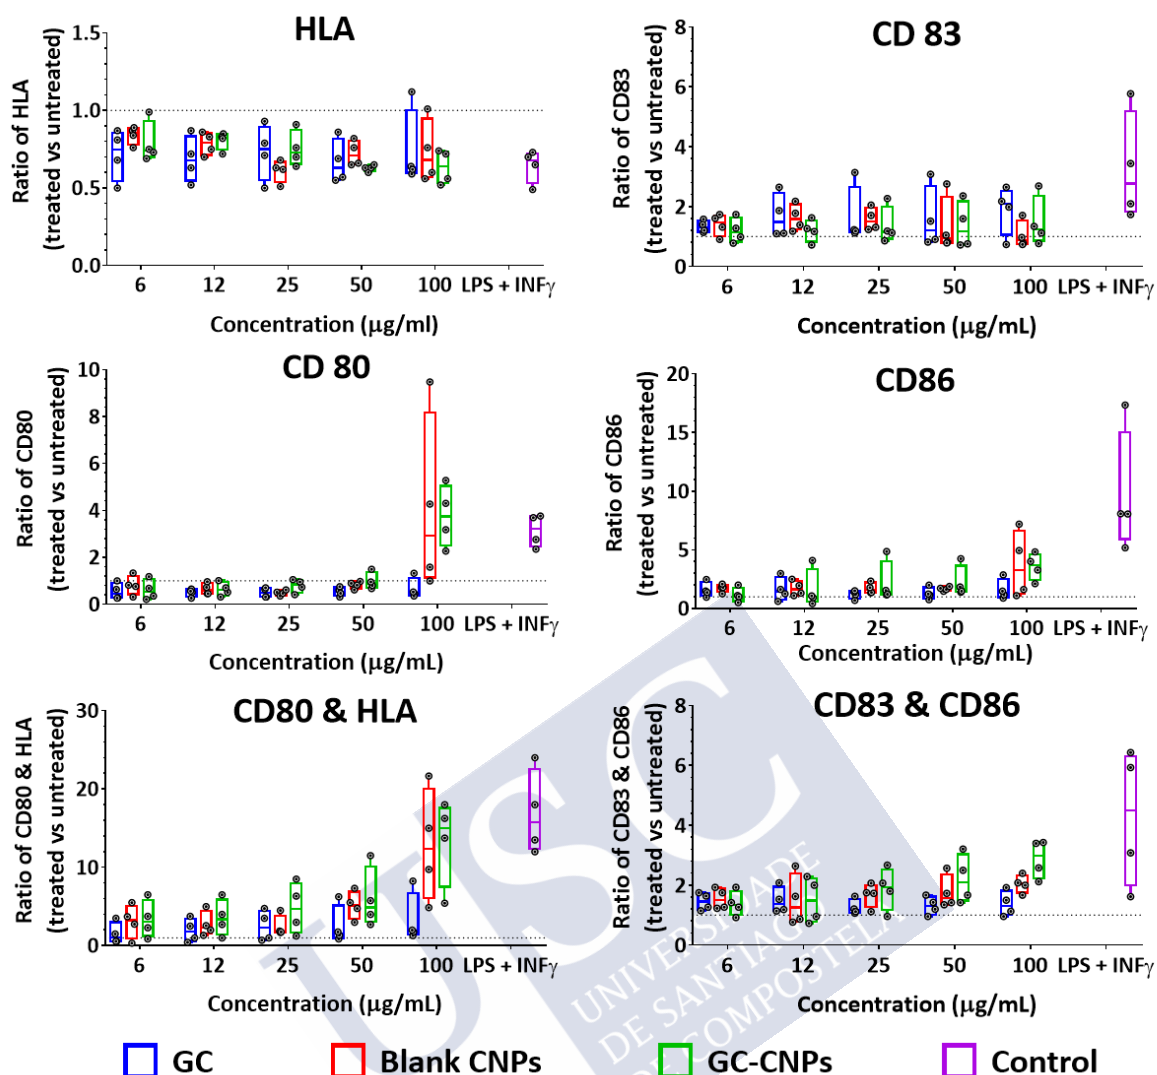 HLA
Ratio of HLA
(treated vs untreated)
1.5
1.0
0.5
0.0
6 12 25 50 100 LPS + INFγ
Concentration (μg/ml)
CD 83
Ratio of CD83
(treated vs untreated)
8
6
4
2
0
6 12 25 50 100 LPS + INFγ
Concentration (μg/mL)
CD 80
Ratio of CD80
(treated vs untreated)
10
8
6
4
2
0
6 12 25 50 100 LPS + INFγ
Concentration (μg/mL)
CD86
Ratio of CD86
(treated vs untreated)
20
15
10
5
0
6 12 25 50 100 LPS + INFγ
Concentration (μg/mL)
CD80 & HLA
Ratio of CD80 & HLA
(treated vs untreated)
30
20
10
0
6 12 25 50 100 LPS + INFγ
Concentration (μg/mL)
CD83 & CD86
Ratio of CD83 & CD86
(treated vs untreated)
8
6
4
2
0
6 12 25 50 100 LPS + INFγ
Concentration (μg/mL)
USC
UNIVERSIDADE
DE SANTIAGO
DE COMPOSTELA
GC Blank CNPs GC-CNPs Control